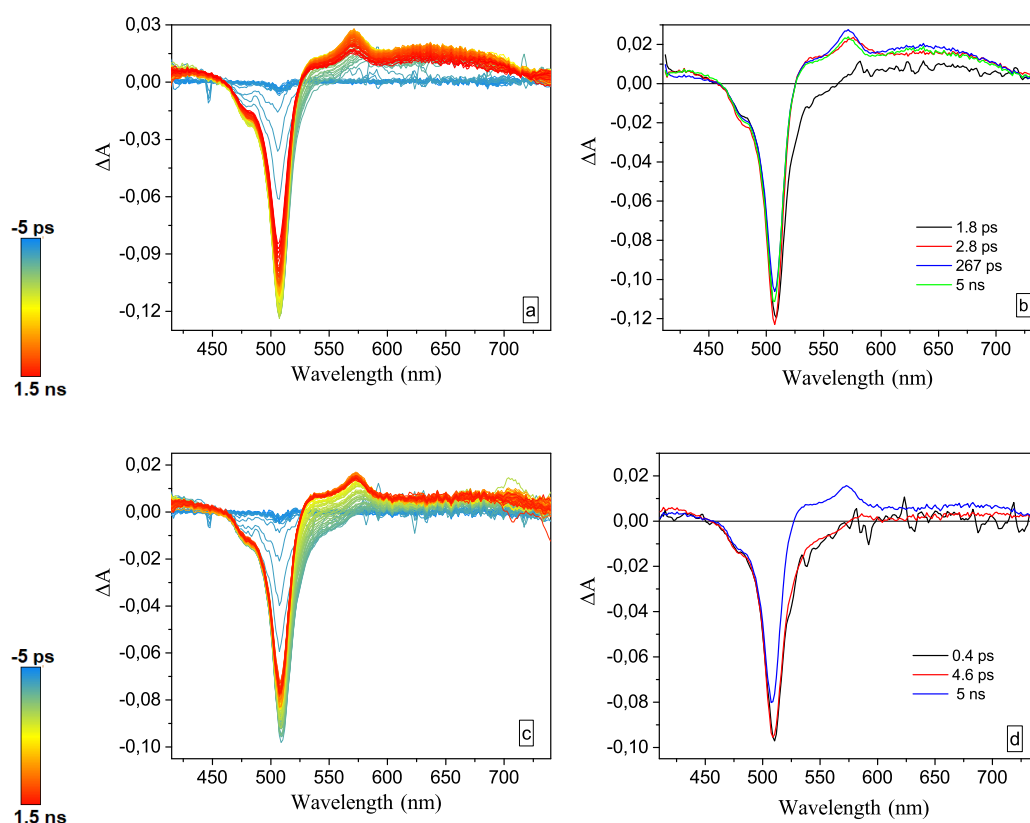 -5 ps
1.5 ns
0,03
0,00
-0,03
-0,06
-0,09
-0,12
ΔA
450 500 550 600 650 700
Wavelength (nm)
a
0,02
0,00
-0,02
-0,04
-0,06
-0,08
-0,10
-0,12
ΔA
1.8 ps
2.8 ps
267 ps
5 ns
450 500 550 600 650 700
Wavelength (nm)
b
-5 ps
1.5 ns
0,02
0,00
-0,02
-0,04
-0,06
-0,08
-0,10
ΔA
450 500 550 600 650 700
Wavelength (nm)
c
0,02
0,00
-0,02
-0,04
-0,06
-0,08
-0,10
ΔA
0.4 ps
4.6 ps
5 ns
450 500 550 600 650 700
Wavelength (nm)
d